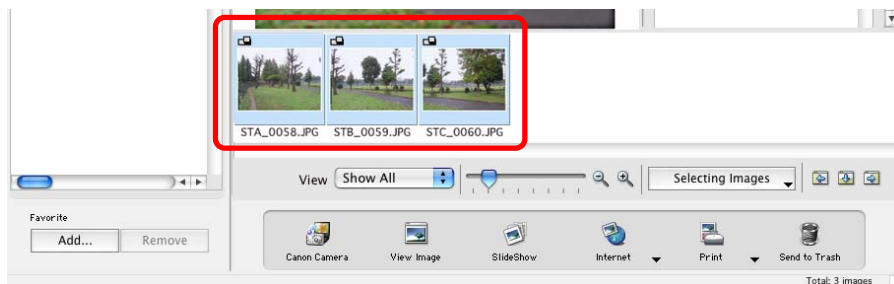 STA_0058.JPG STB_0059.JPG STC_0060.JPG
View Show All Selecting Images
Favorite
Add... Remove
Canon Camera View Image SlideShow Internet Print Send to Trash
Total: 3 images